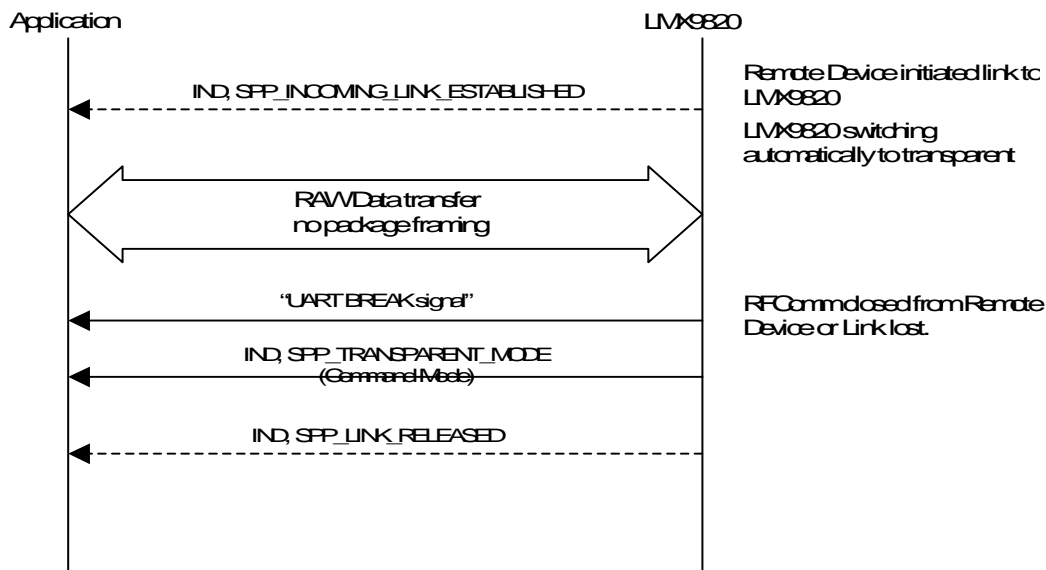 Application
LMX9820
IND, SPP_INCOMING_LINK_ESTABLISHED
Remote Device initiated link to
LMX9820
LMX9820 switching
automatically to transparent
RAW Data transfer
no package framing
“UART BREAK signal”
RFComm closed from Remote
Device or Link lost.
IND, SPP_TRANSPARENT_MODE
(Command Mode)
IND, SPP_LINK_RELEASED